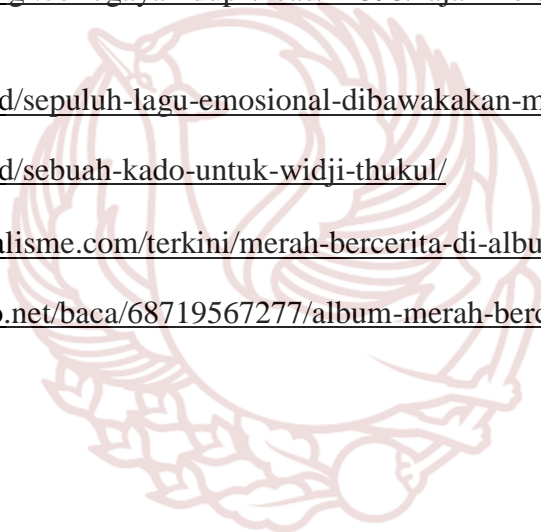 d/sepuluh-lagu-emosional-dibawakakan-m
d/sebuah-kado-untuk-widji-thukul/
alisme.com/terkini/merah-bercerita-di-albu
o.net/baca/68719567277/album-merah-berc